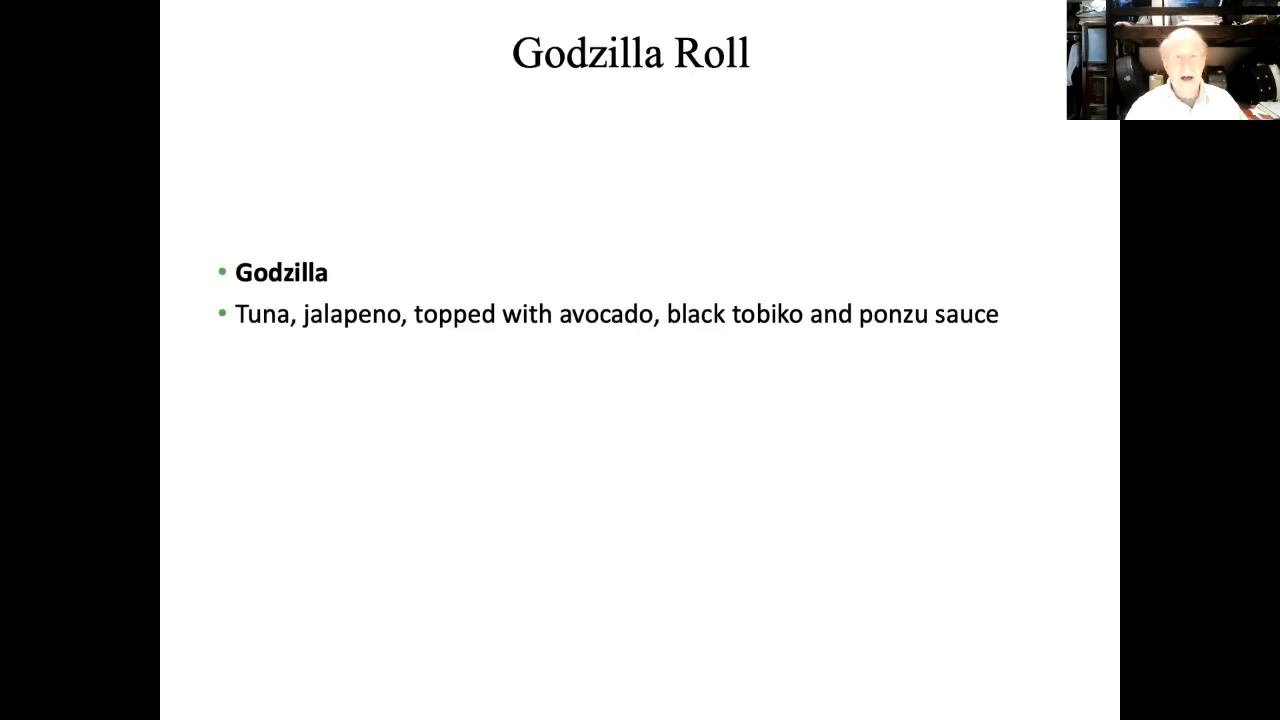 Godzilla Roll
• Godzilla
• Tuna, jalapeno, topped with avocado, black tobiko and ponzu sauce